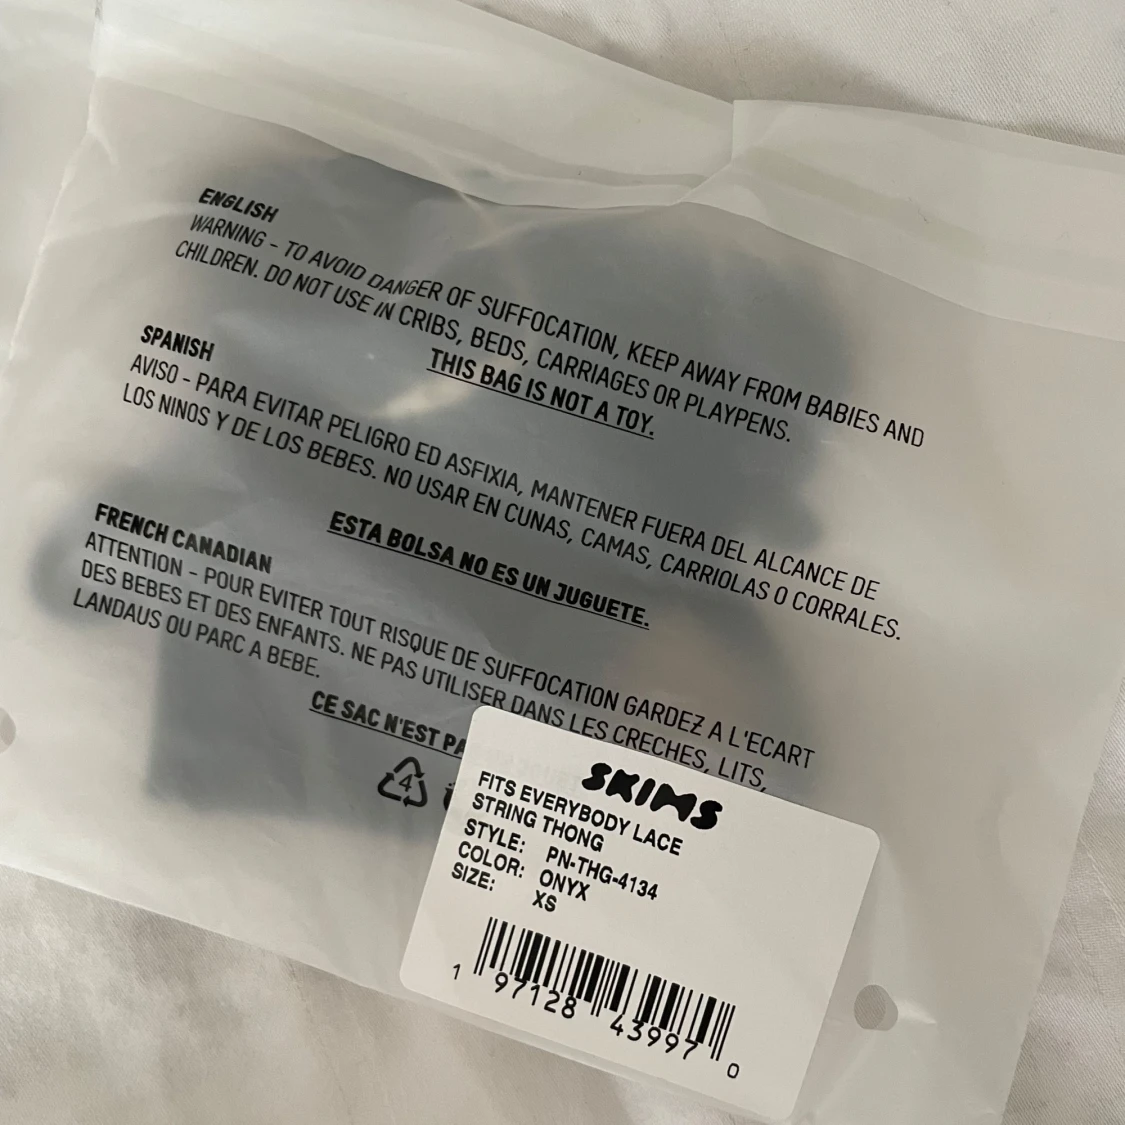 ENGLISH
WARNING - TO AVOID DANGER OF SUFFOCATION, KEEP AWAY FROM BABIES AND
CHILDREN. DO NOT USE IN CRIBS, BEDS, CARRIAGES OR PLAYPENS.
THIS BAG IS NOT A TOY.
SPANISH
AVISO - PARA EVITAR PELIGRO ED ASFIXIA, MANTENER FUERA DEL ALCANCE DE
LOS NINOS Y DE LOS BEBES. NO USAR EN CUNAS, CAMAS, CARRIOLAS O CORRALES.
ESTA BOLSA NO ES UN JUGUETE.
FRENCH CANADIAN
ATTENTION - POUR EVITER TOUT RISQUE DE SUFFOCATION GARDEZ A L'ECART
DES BEBES ET DES ENFANTS. NE PAS UTILISER DANS LES CRECHES, LITS,
LANDAUS OU PARC A BEBE.
CE SAC N'EST PA
4
SKIMS
FITS EVERYBODY LACE
STRING THONG
STYLE: PN-THG-4134
COLOR: ONYX
SIZE: XS
1 97128 43997 0